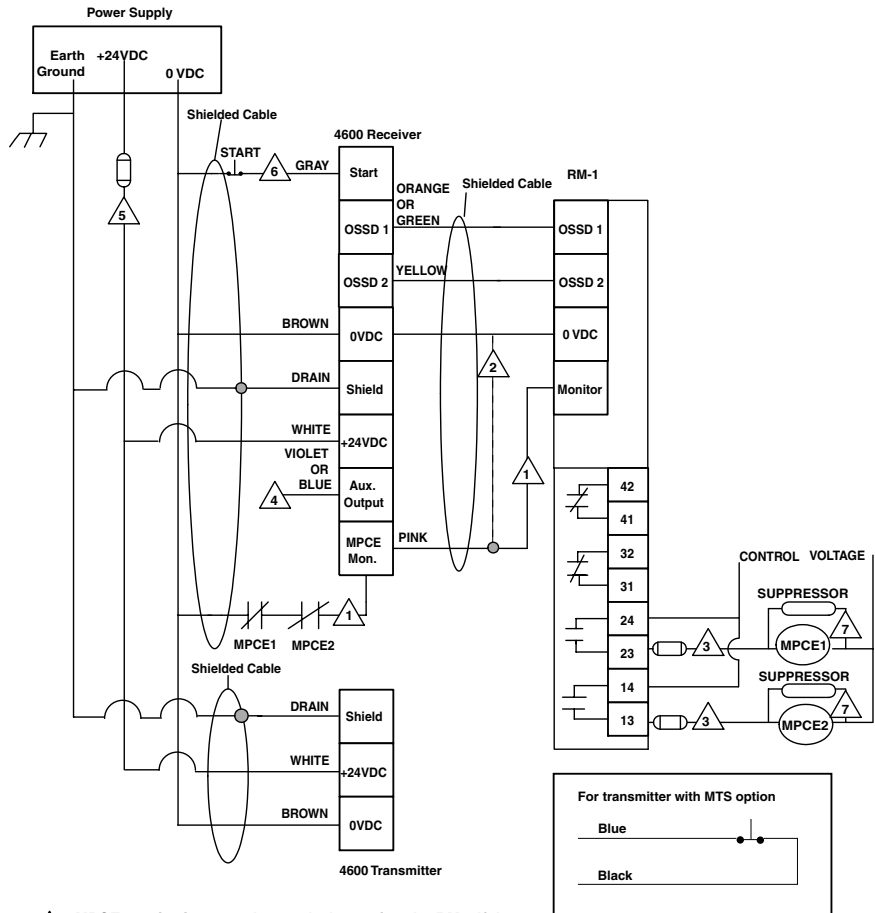 Power Supply
Earth Ground
+24VDC
0 VDC
Shielded Cable
4600 Receiver
START
6
GRAY
Start
ORANGE
OR
GREEN
Shielded Cable
RM-1
5
OSSD 1
OSSD 1
YELLOW
OSSD 2
OSSD 2
BROWN
0VDC
0 VDC
2
DRAIN
Shield
Monitor
WHITE
+24VDC
VIOLET
OR
BLUE
4
Aux.
Output
1
42
41
MPCE
Mon.
PINK
32
31
CONTROL VOLTAGE
1
MPCE1
MPCE2
24
SUPPRESSOR
23
3
MPCE1
7
14
SUPPRESSOR
13
3
MPCE2
7
Shielded Cable
DRAIN
Shield
WHITE
+24VDC
BROWN
0VDC
4600 Transmitter
For transmitter with MTS option
Blue
Black